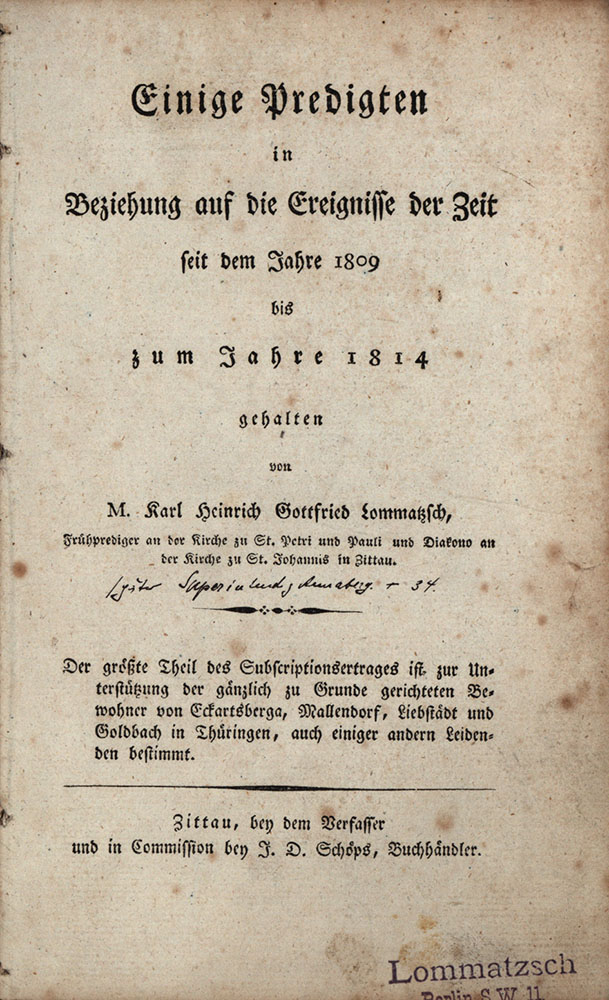 Einige Predigten
in
Beziehung auf die Ereignisse der Zeit
seit dem Jahre 1809
bis
zum Jahre 1814
gehalten
von
M. Karl Heinrich Gottfried Lommatzsch,
Frühprediger an der Kirche zu St. Petri und Pauli und Diakono an
der Kirche zu St. Johannis in Zittau.
später † 34.
Der größte Theil des Subscriptionsertrages ist zur Un-
terstützung der gänzlich zu Grunde gerichteten Be-
wohner von Eckartsberga, Mallendorf, Liebstädt und
Goldbach in Thüringen, auch einiger andern Leiden-
den bestimmt.
Zittau, bey dem Verfasser
und in Commission bey J. D. Schöps, Buchhändler.
Lommatzsch
Berlin S.W. 11